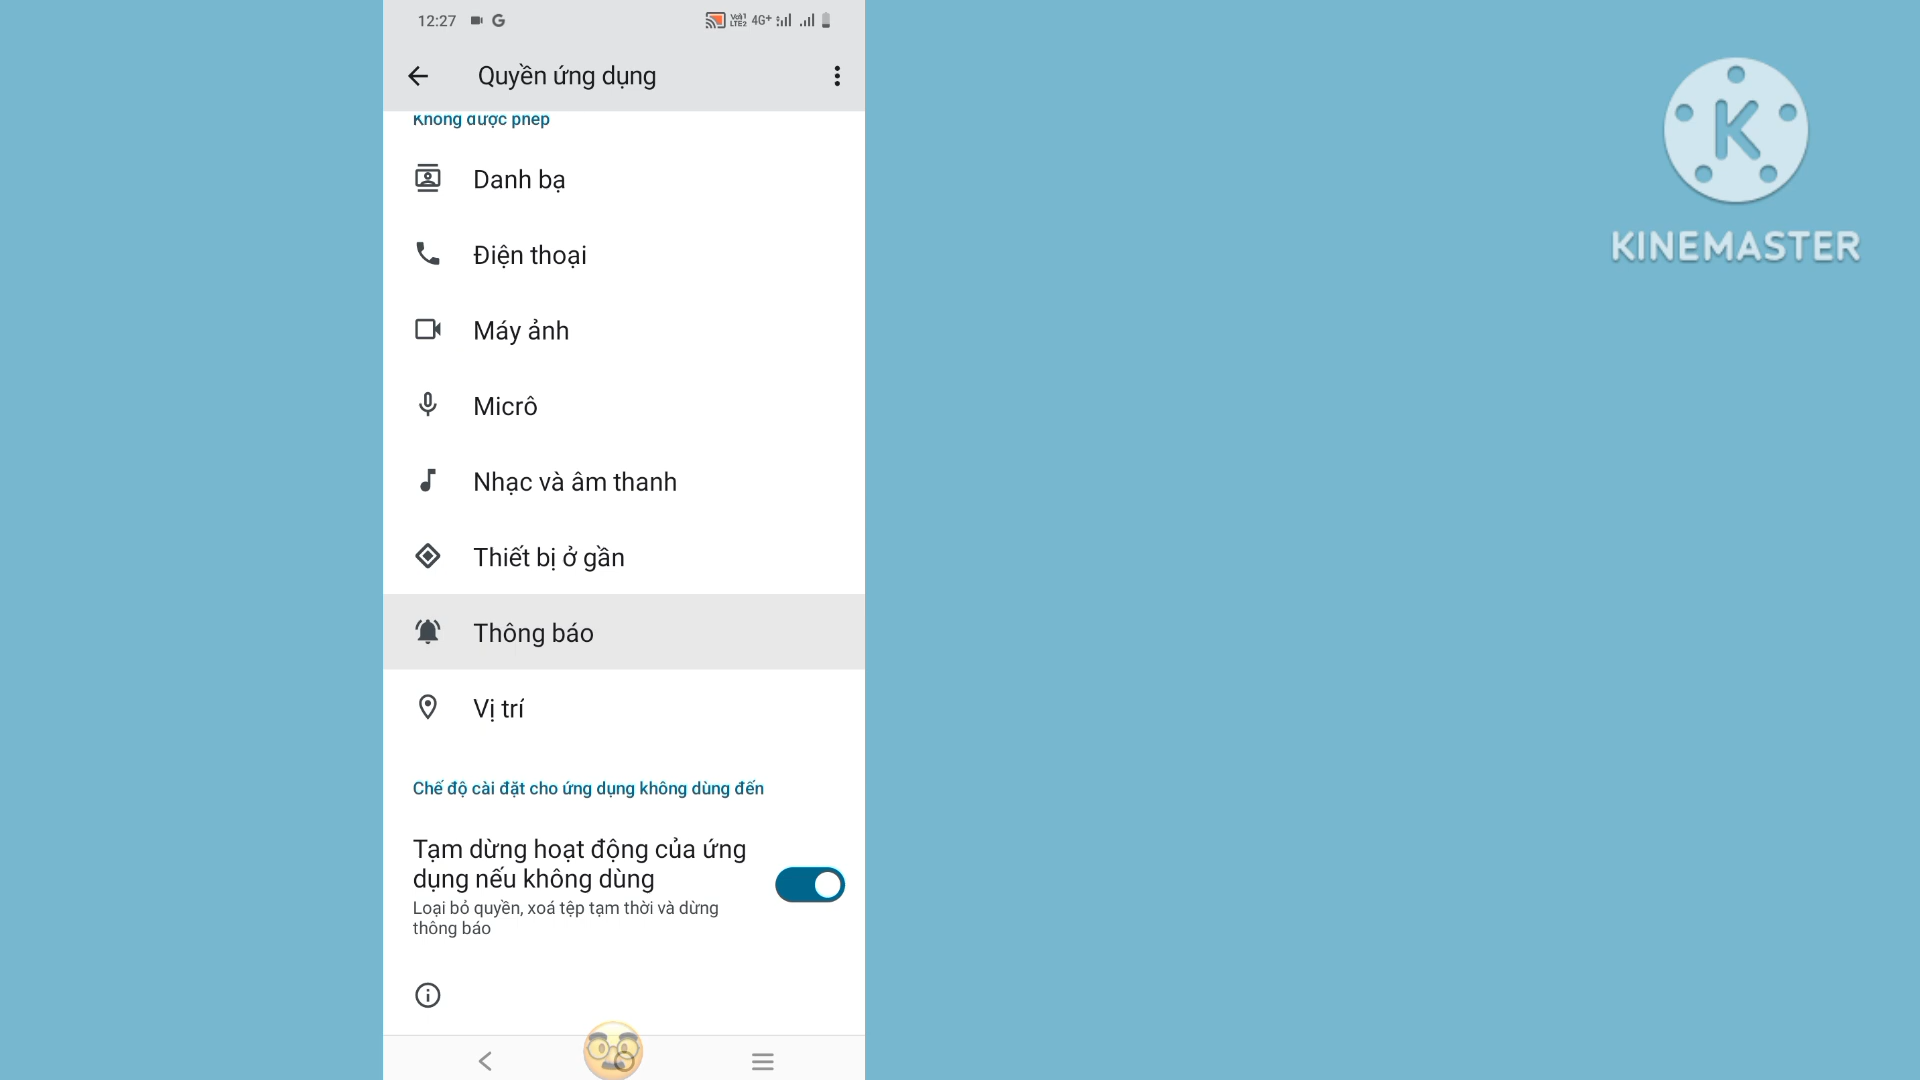 12:27
4G+
Quyền ứng dụng
Không được phép
Danh bạ
Điện thoại
Máy ảnh
Micrô
Nhạc và âm thanh
Thiết bị ở gần
Thông báo
Vị trí
Chế độ cài đặt cho ứng dụng không dùng đến
Tạm dừng hoạt động của ứng
dụng nếu không dùng
Loại bỏ quyền, xoá tệp tạm thời và dừng
thông báo
K
KINEMASTER